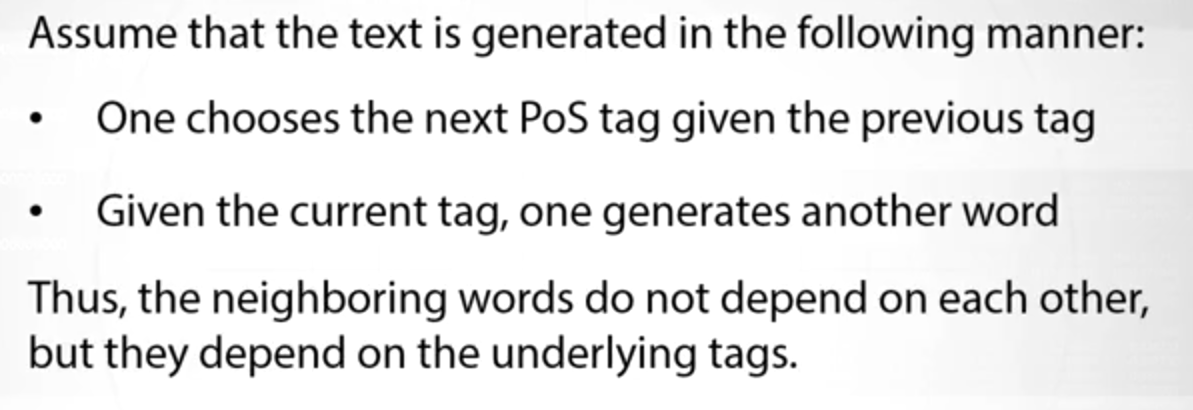 Assume that the text is generated in the following manner:
• One chooses the next PoS tag given the previous tag
• Given the current tag, one generates another word
Thus, the neighboring words do not depend on each other,
but they depend on the underlying tags.